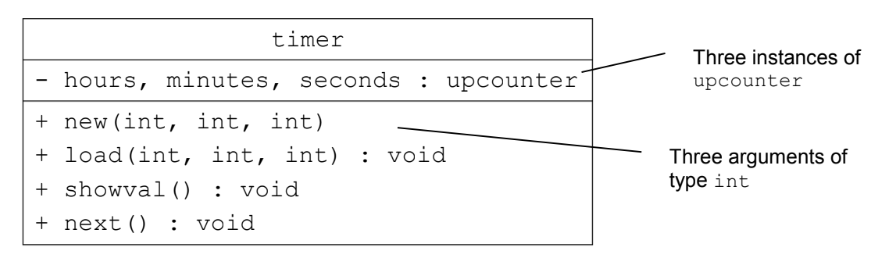 timer
- hours, minutes, seconds : upcounter
+ new(int, int, int)
+ load(int, int, int) : void
+ showval() : void
+ next() : void
Three instances of
upcounter
Three arguments of
type int